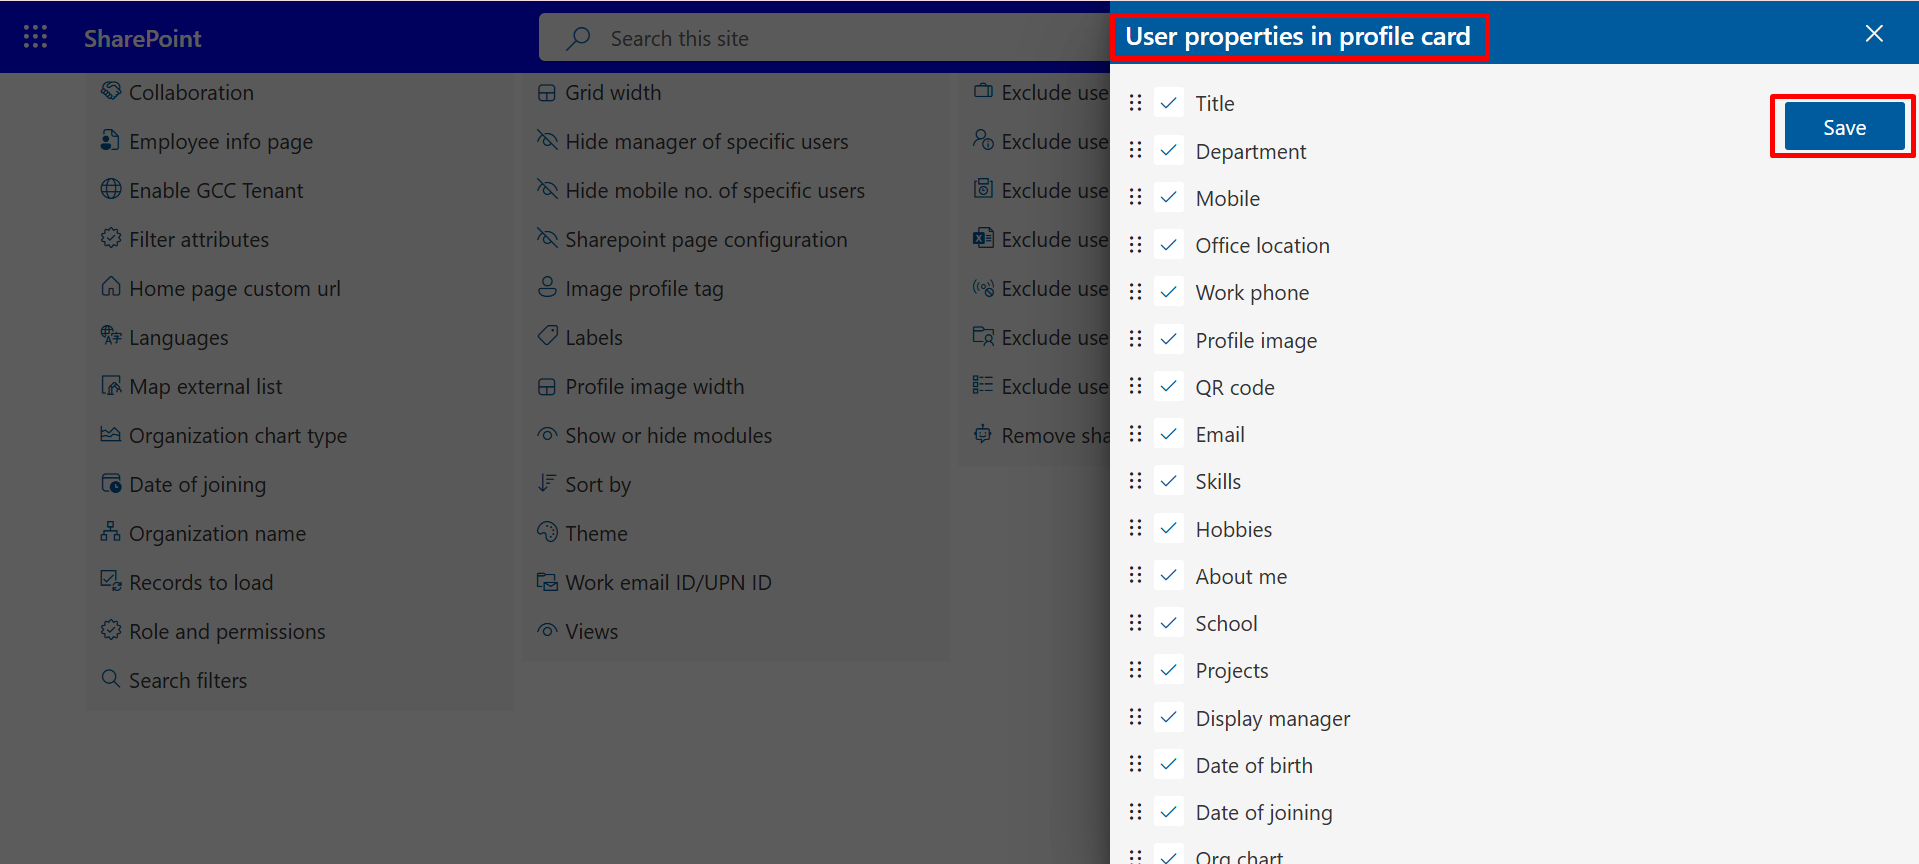 SharePoint
Search this site
Collaboration
Employee info page
Enable GCC Tenant
Filter attributes
Home page custom url
Languages
Map external list
Organization chart type
Date of joining
Organization name
Records to load
Role and permissions
Search filters
Grid width
Hide manager of specific users
Hide mobile no. of specific users
Sharepoint page configuration
Image profile tag
Labels
Profile image width
Show or hide modules
Sort by
Theme
Work email ID/UPN ID
Views
Exclude use
Exclude use
Exclude use
Exclude use
Exclude use
Exclude use
Exclude use
Remove sha
User properties in profile card
Save
Title
Department
Mobile
Office location
Work phone
Profile image
QR code
Email
Skills
Hobbies
About me
School
Projects
Display manager
Date of birth
Date of joining
Org chart